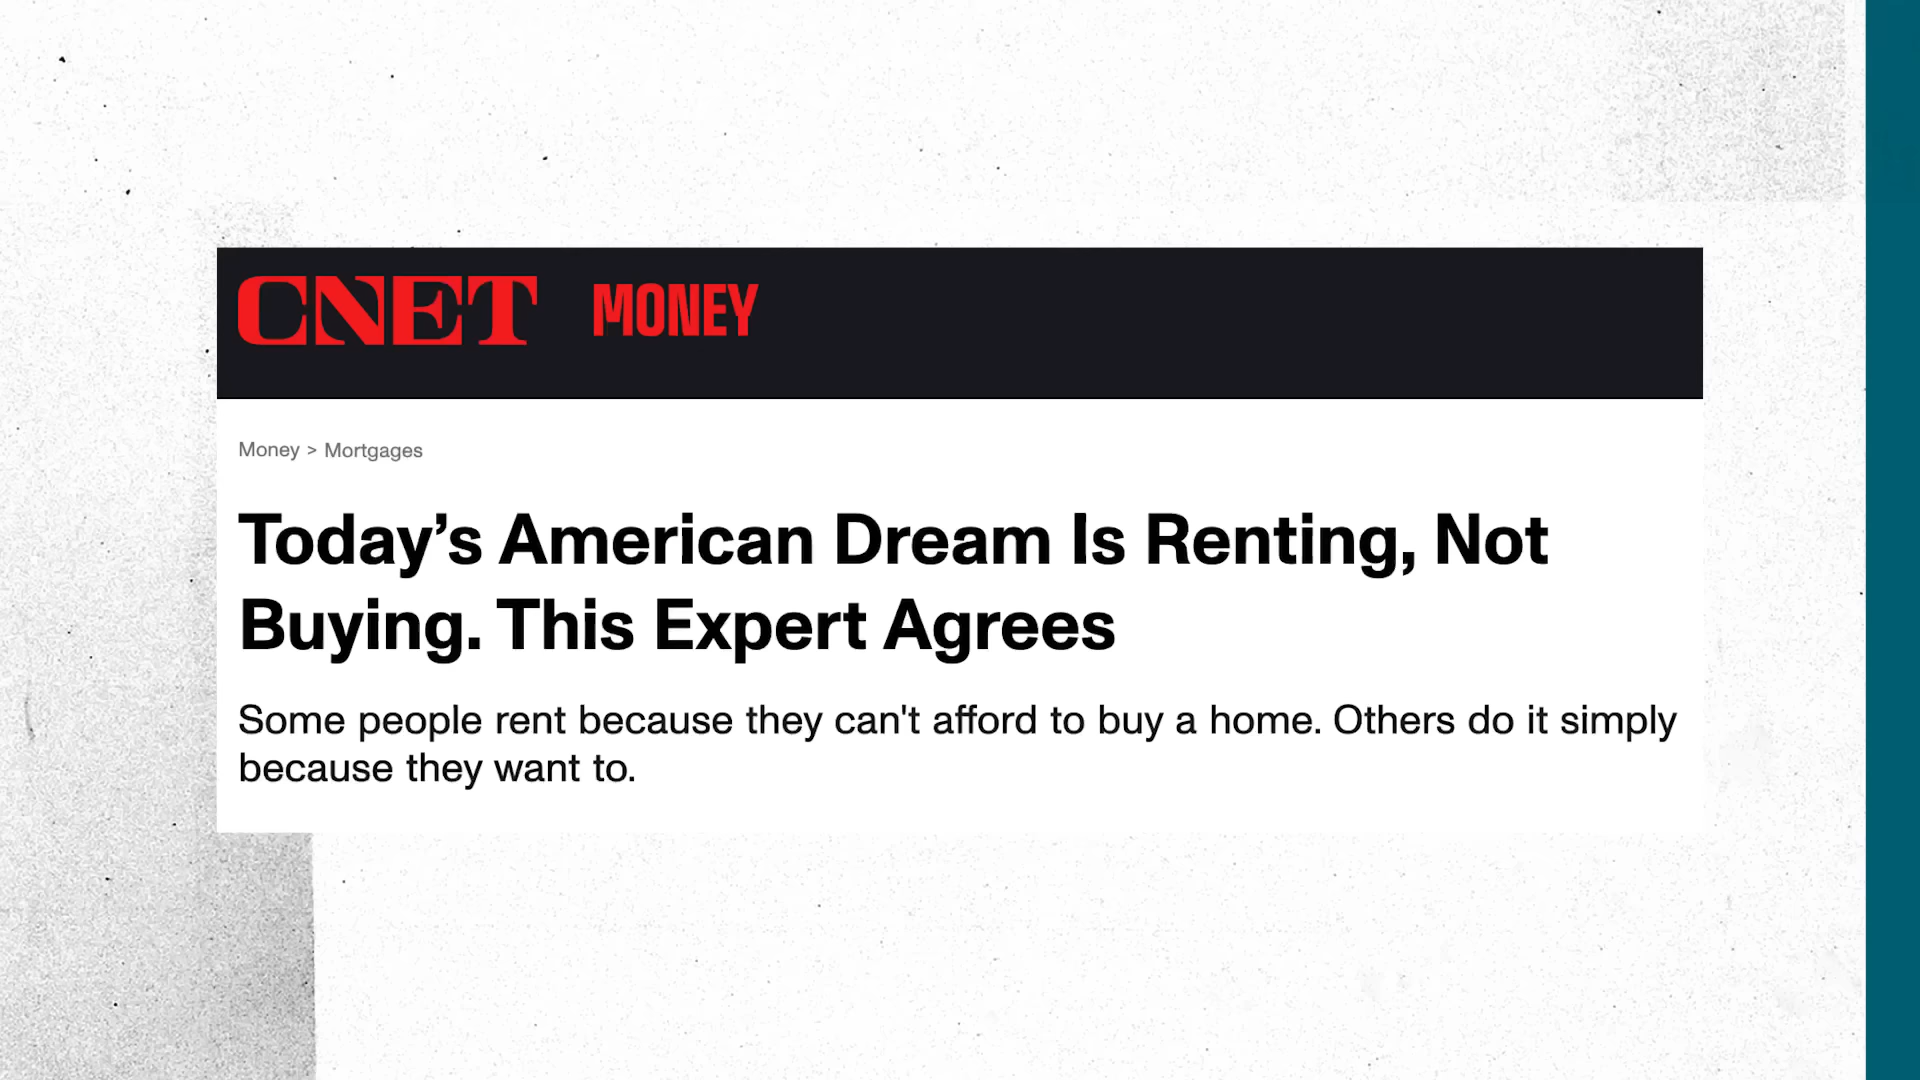 CNET MONEY
Money > Mortgages
Today’s American Dream Is Renting, Not
Buying. This Expert Agrees
Some people rent because they can't afford to buy a home. Others do it simply
because they want to.